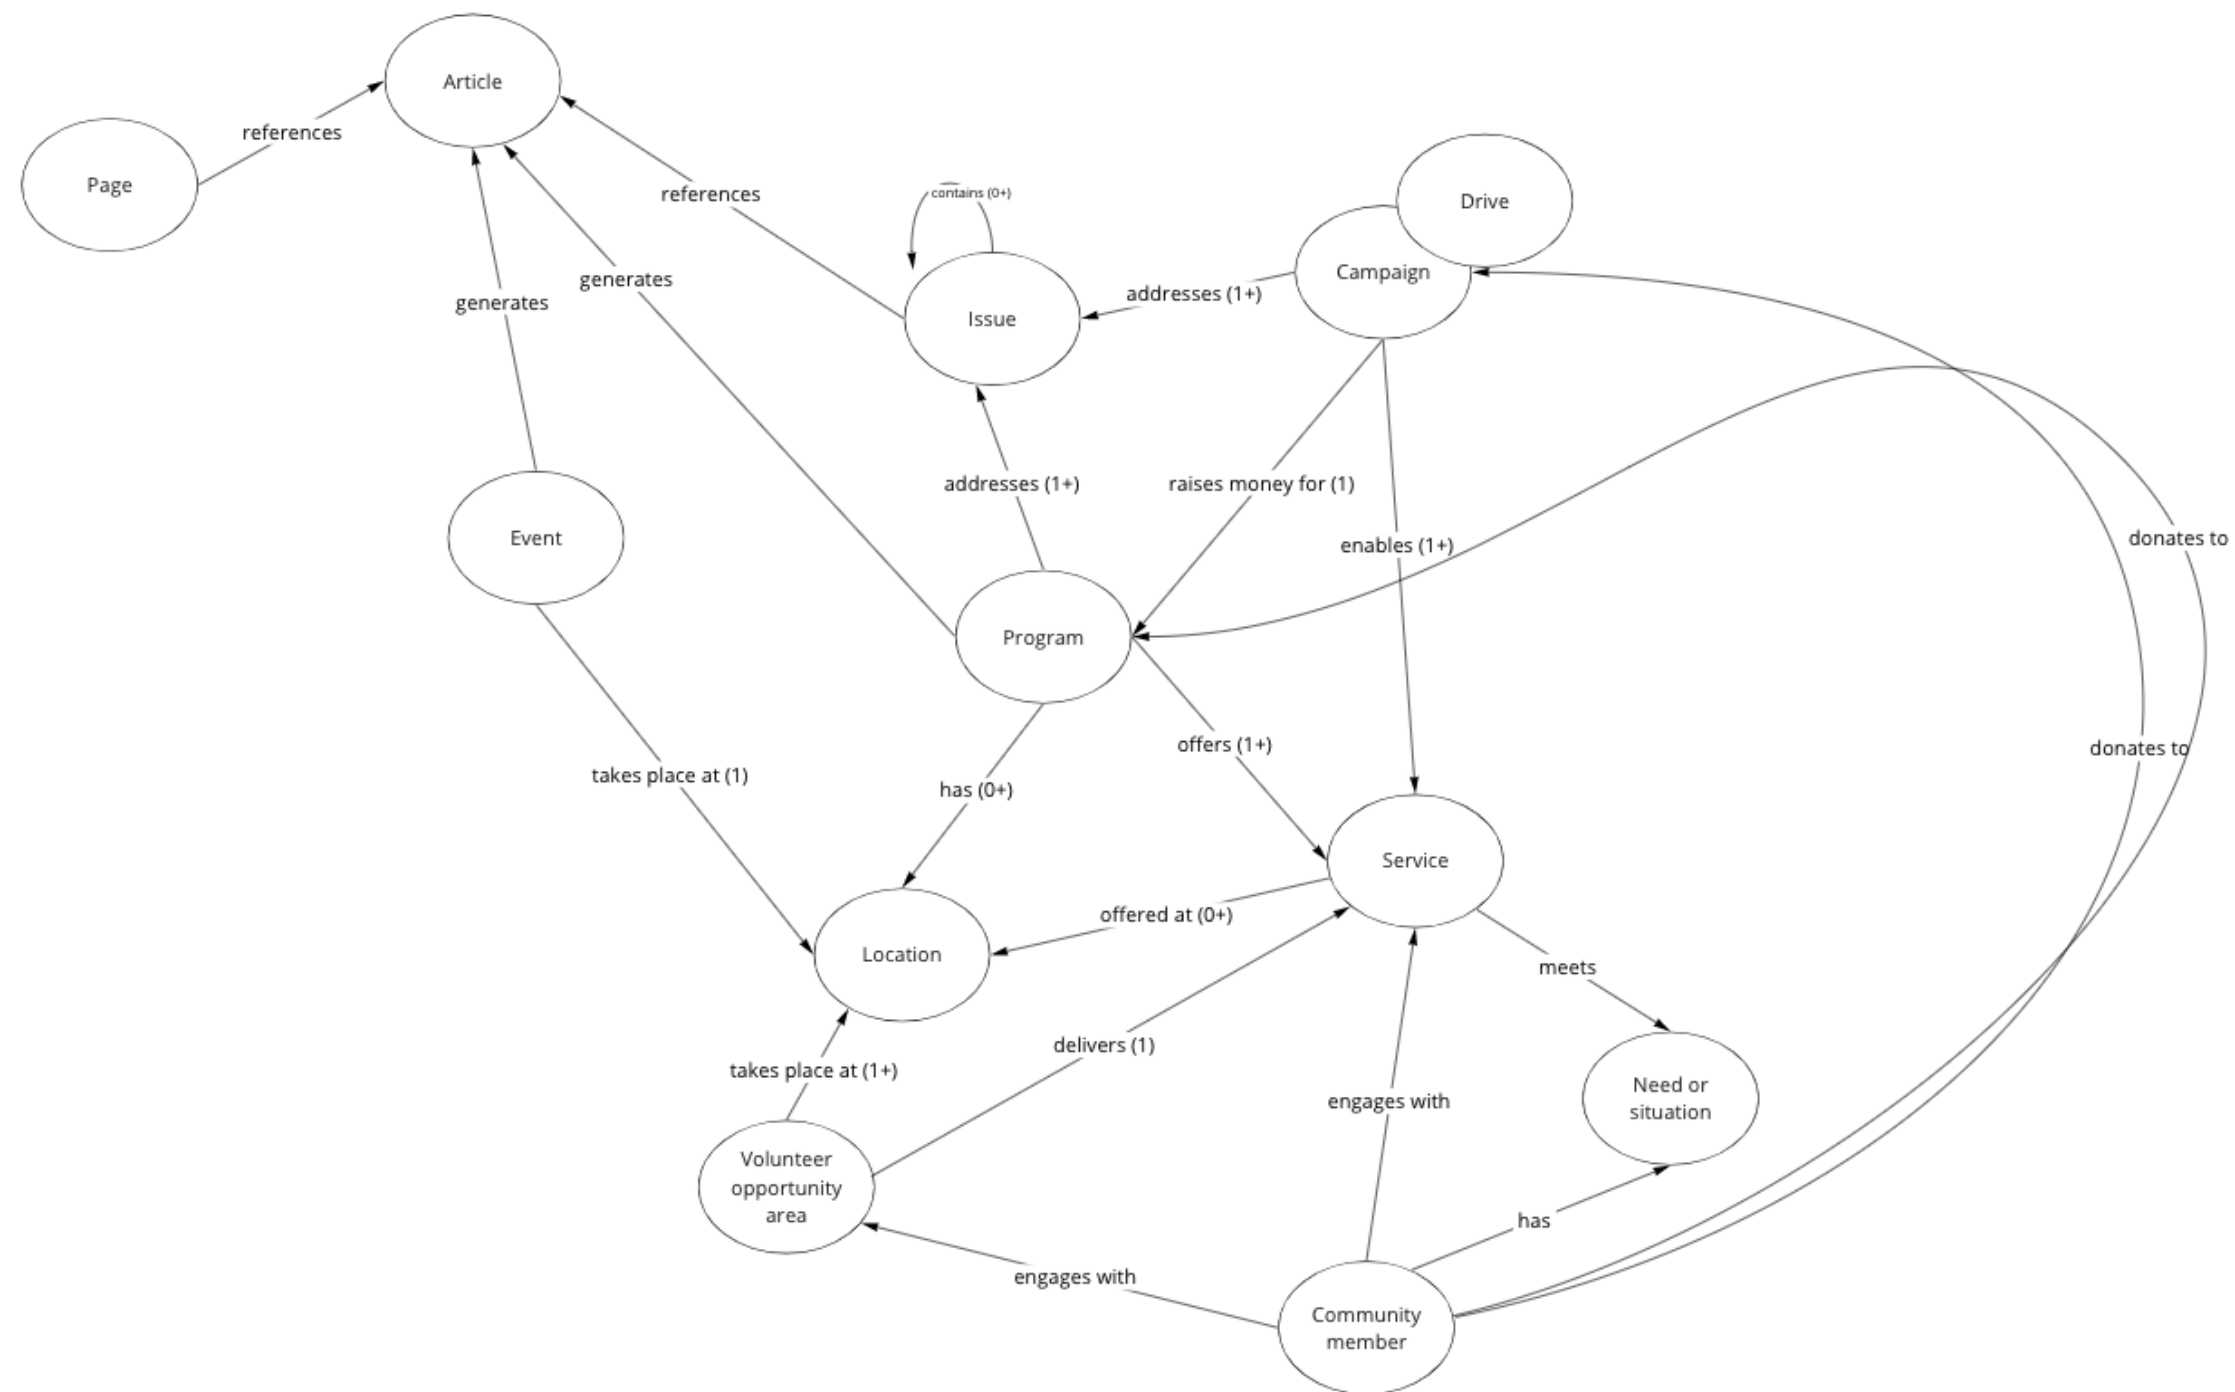 Article
references
Page
Drive
references
contains (0+)
Campaign
generates
addresses (1+)
generates
Issue
addresses (1+)
raises money for (1)
Event
donates to
enables (1+)
Program
offers (1+)
donates to
takes place at (1)
has (0+)
Service
offered at (0+)
Location
meets
delivers (1)
takes place at (1+)
Need or
situation
engages with
Volunteer
opportunity
area
has
engages with
Community
member